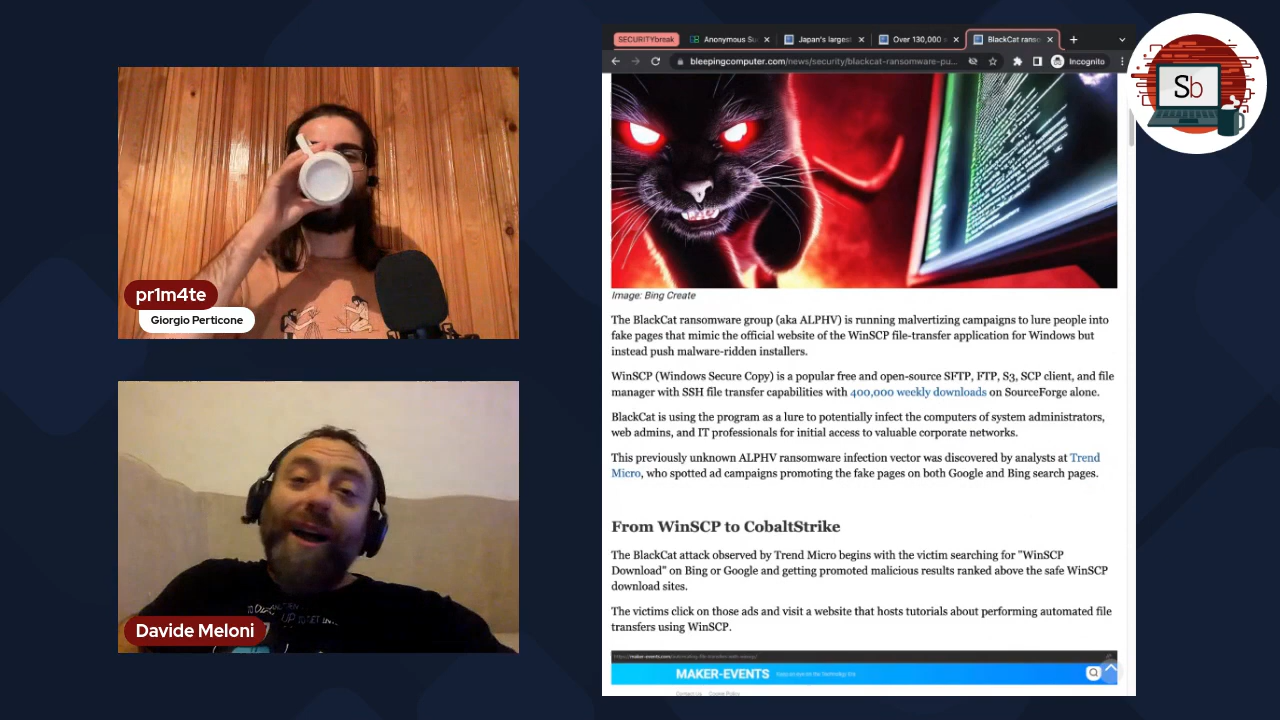 pr1m4te
Giorgio Perticone
Davide Meloni
SECURITYbreak
Anonymous Su
Japan's largest
Over 130,000
BlackCat ranso
bleepingcomputer.com/news/security/blackcat-ransomware-pu...
Incognito
Sb
Image: Bing Create
The BlackCat ransomware group (aka ALPHV) is running malvertizing campaigns to lure people into
fake pages that mimic the official website of the WinSCP file-transfer application for Windows but
instead push malware-ridden installers.
WinSCP (Windows Secure Copy) is a popular free and open-source SFTP, FTP, S3, SCP client, and file
manager with SSH file transfer capabilities with 400,000 weekly downloads on SourceForge alone.
BlackCat is using the program as a lure to potentially infect the computers of system administrators,
web admins, and IT professionals for initial access to valuable corporate networks.
This previously unknown ALPHV ransomware infection vector was discovered by analysts at Trend
Micro, who spotted ad campaigns promoting the fake pages on both Google and Bing search pages.
From WinSCP to CobaltStrike
The BlackCat attack observed by Trend Micro begins with the victim searching for "WinSCP
Download" on Bing or Google and getting promoted malicious results ranked above the safe WinSCP
download sites.
The victims click on those ads and visit a website that hosts tutorials about performing automated file
transfers using WinSCP.
MAKER-EVENTS
Contact Us Cookie Policy